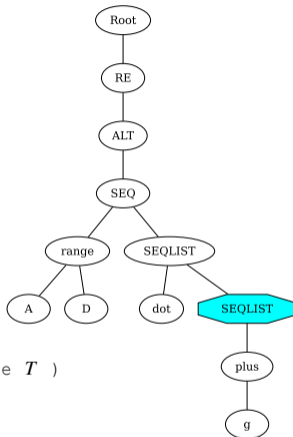 Root
RE
ALT
SEQ
range SEQLIST
A D dot SEQLIST
e T )
plus
g